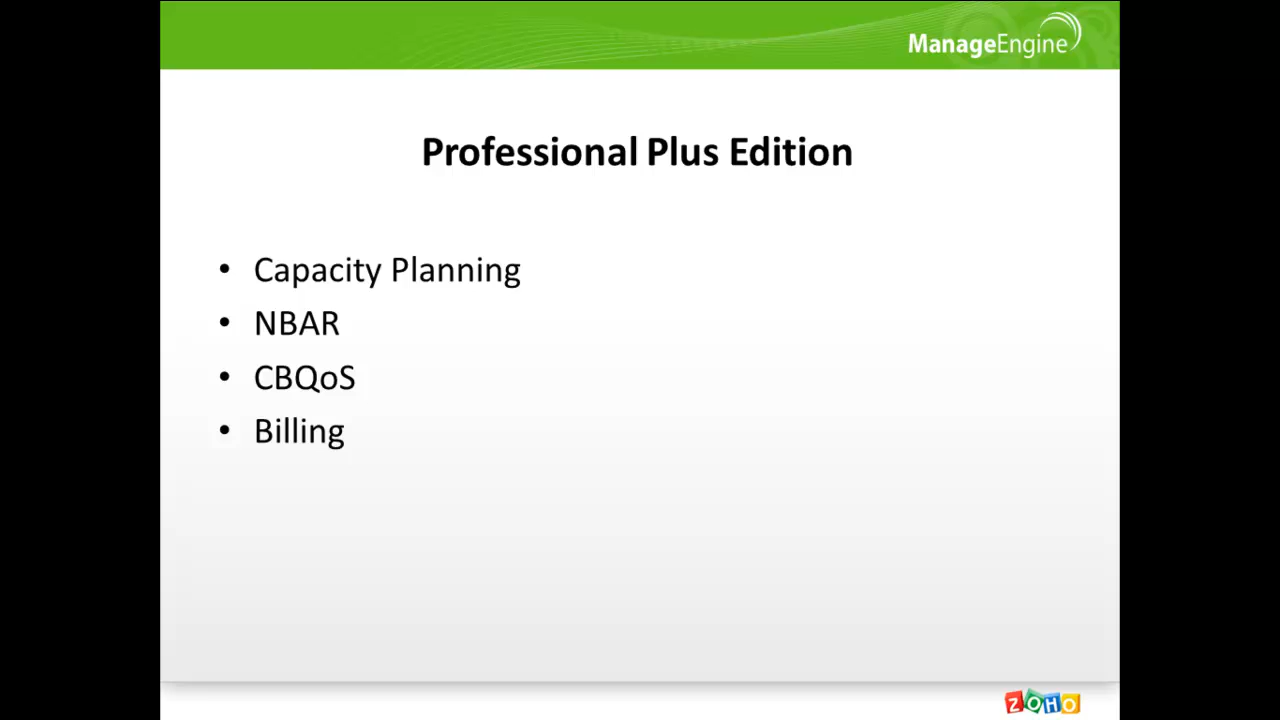 ManageEngine
Professional Plus Edition
• Capacity Planning
• NBAR
• CBQoS
• Billing
ZOHO